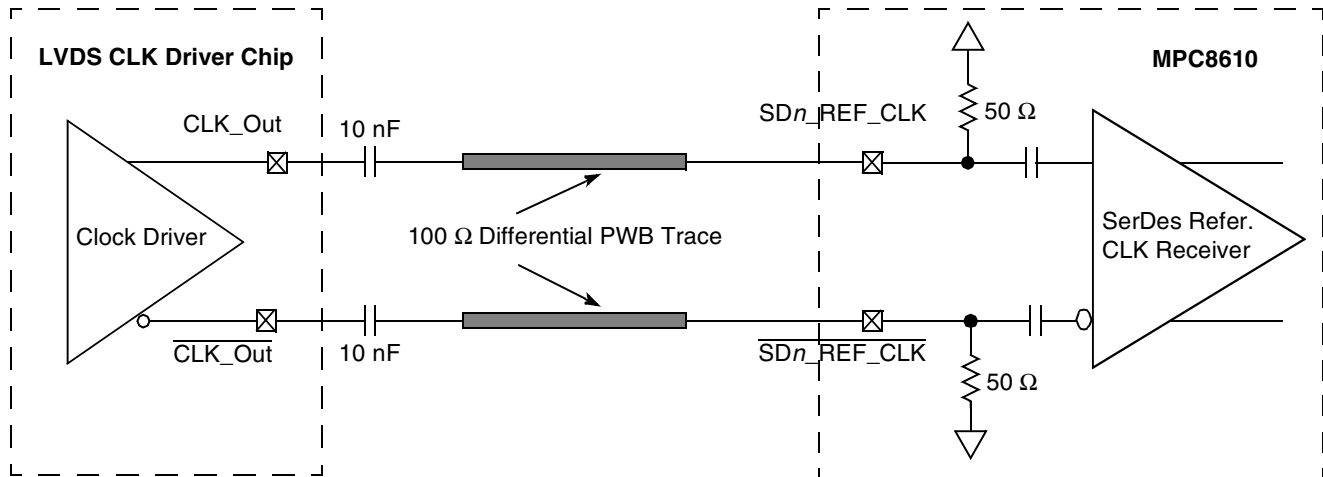 LVDS CLK Driver Chip
MPC8610
CLK_Out
10 nF
SDn_REF_CLK
50 Ω
Clock Driver
100 Ω Differential PWB Trace
SerDes Refer.
CLK Receiver
CLK_Out
10 nF
SDn_REF_CLK
50 Ω